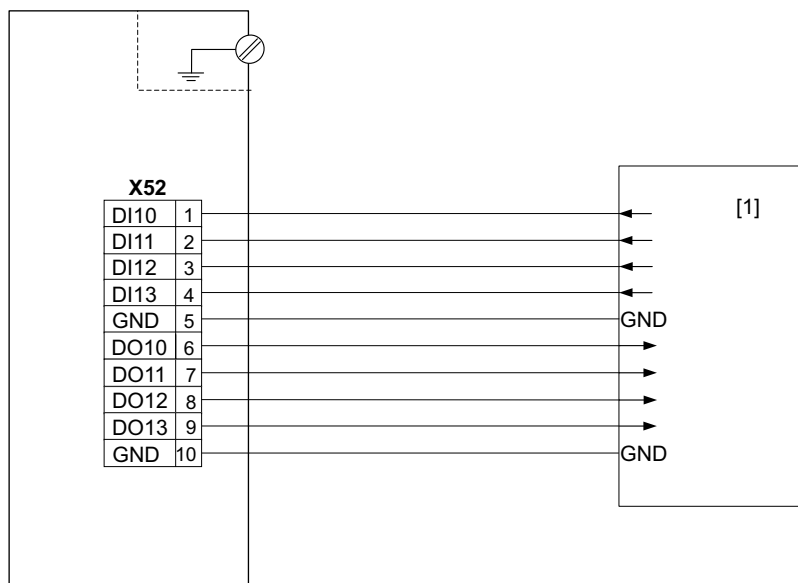 X52
DI10 1
[1]
DI11 2
DI12 3
DI13 4
GND 5 GND
DO10 6
DO11 7
DO12 8
DO13 9
GND 10 GND